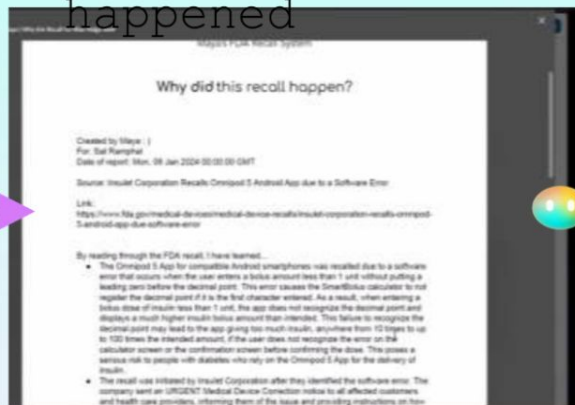 happened
Maya's FDA Recall System
Why did this recall happen?
Created by Maya : )
For: Sat Ramphal
Date of report: Mon, 08 Jan 2024 00:00:00 GMT
Source: Insulet Corporation Recalls Omnipod 5 Android App due to a Software Error
Link:
https://www.fda.gov/medical-devices/medical-device-recalls/insulet-corporation-recalls-omnipod-
5-android-app-due-software-error
By reading through the FDA recall, I have learned...
• The Omnipod 5 App for compatible Android smartphones was recalled due to a software
error that occurs when the user enters a bolus amount less than 1 unit without putting a
leading zero before the decimal point. This error causes the SmartBolus calculator to not
register the decimal point if it is the first character entered. As a result, when entering a
bolus dose of insulin less than 1 unit, the app does not recognize the decimal point and
displays a much higher insulin bolus amount than intended. This failure to recognize the
decimal point may lead to the app giving too much insulin, anywhere from 10 times to up
to 100 times the intended amount, if the user does not recognize the error on the
calculator screen or the confirmation screen before confirming the dose. This poses a
serious risk to people with diabetes who rely on the Omnipod 5 App for the delivery of
insulin.
• The recall was initiated by Insulet Corporation after they identified the software error. The
company sent an URGENT Medical Device Correction notice to all affected customers
and health care providers, informing them of the issue and providing instructions on how